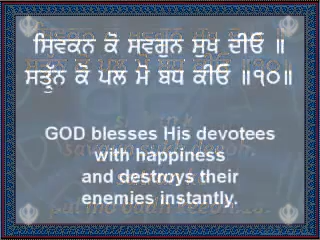 ਸਿਵਕਨ ਕੋ ਸਵਗੁਨ ਸੁਖ ਦੀਓ ॥
ਸਤ੍ਰੁੱਨ ਕੋ ਪਲ ਮੋ ਬਧ ਕੀਓ ॥੧੦॥
GOD blesses His devotees
with happiness
and destroys their
enemies instantly.